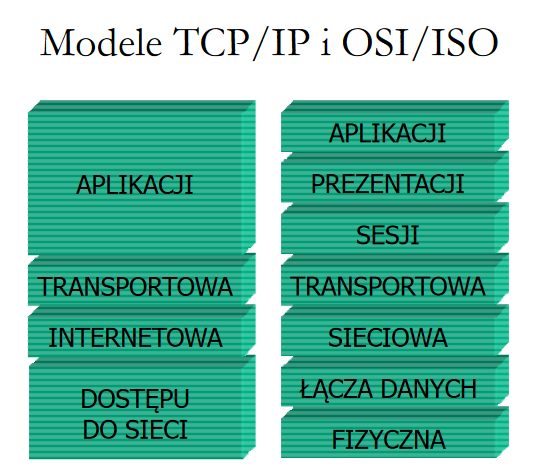 Modele TCP/IP i OSI/ISO
APLIKACJI
TRANSPORTOWA
INTERNETOWA
DOSTĘPU
DO SIECI
APLIKACJI
PREZENTACJI
SESJI
TRANSPORTOWA
SIECIOWA
ŁĄCZA DANYCH
FIZYCZNA